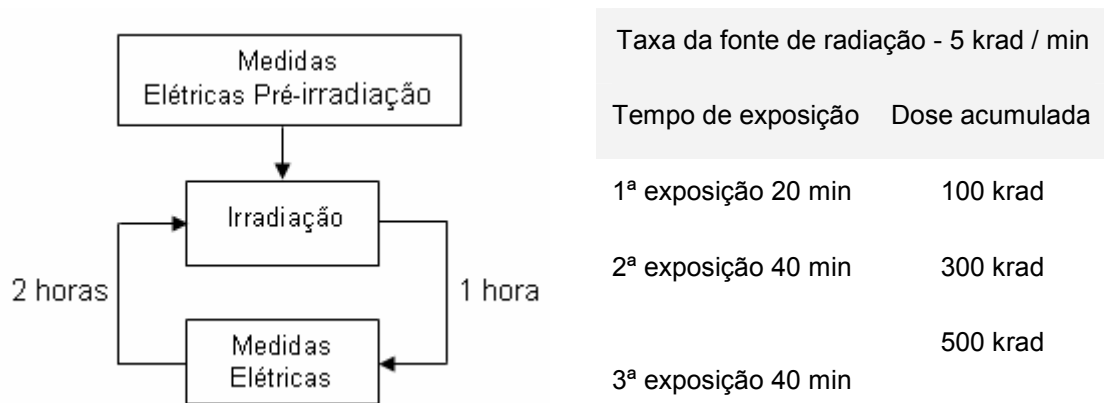 Medidas
Elétricas Pré-irradiação
Irradiação
2 horas
1 hora
Medidas
Elétricas
Taxa da fonte de radiação - 5 krad / min
Tempo de exposição Dose acumulada
1ª exposição 20 min 100 krad
2ª exposição 40 min 300 krad
500 krad
3ª exposição 40 min